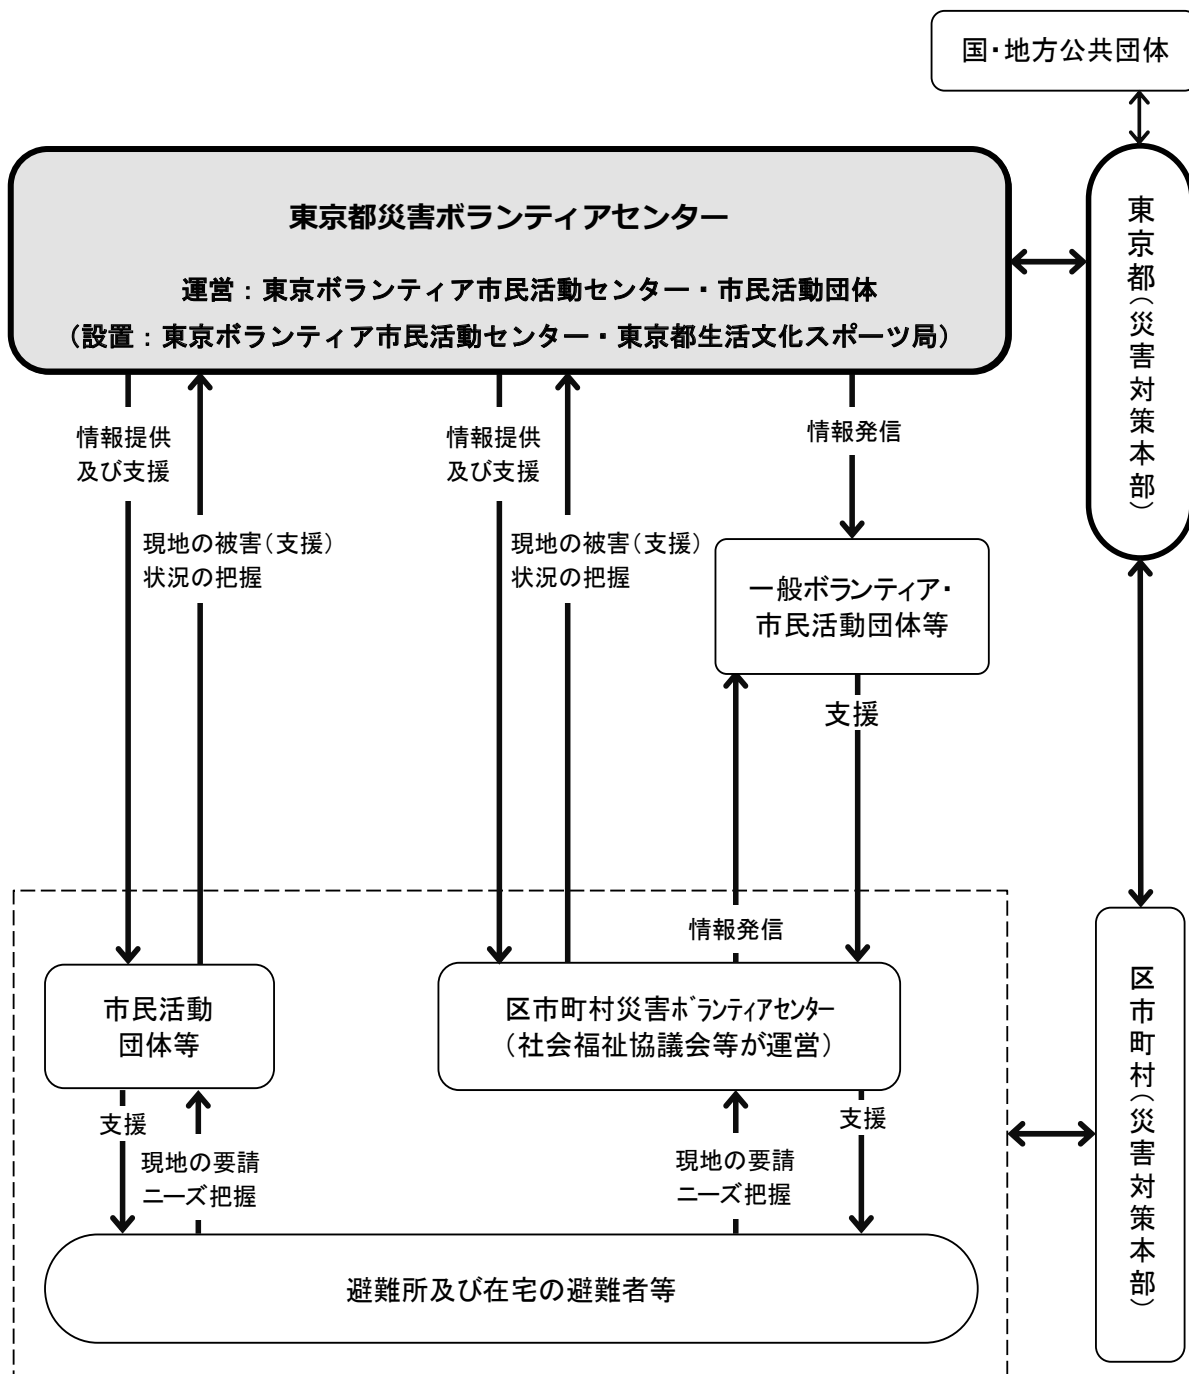 国・地方公共団体
東京都災害ボランティアセンター
運営：東京ボランティア市民活動センター・市民活動団体
（設置：東京ボランティア市民活動センター・東京都生活文化スポーツ局）
東京都（災害対策本部）
情報提供
及び支援
現地の被害（支援）
状況の把握
情報提供
及び支援
現地の被害（支援）
状況の把握
情報発信
一般ボランティア・
市民活動団体等
支援
情報発信
市民活動
団体等
区市町村災害ﾎﾞﾗﾝﾃｨｱｾﾝﾀｰ
（社会福祉協議会等が運営）
区市町村（災害対策本部）
支援
現地の要請
ニーズ把握
現地の要請
ニーズ把握
支援
避難所及び在宅の避難者等